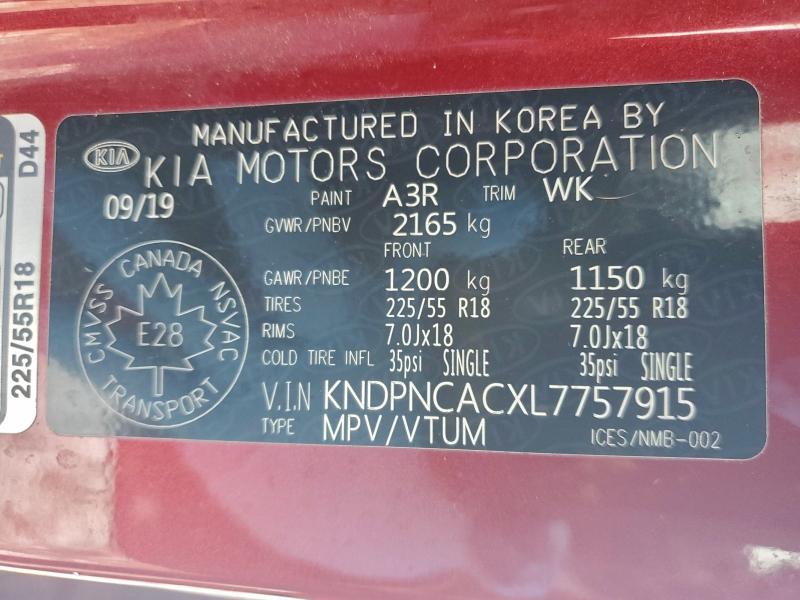 MANUFACTURED IN KOREA BY
KIA KIA MOTORS CORPORATION
09/19 PAINT A3R TRIM WK
GVWR/PNBV 2165 kg
FRONT REAR
GAWR/PNBE 1200 kg 1150 kg
TIRES 225/55 R18 225/55 R18
RIMS 7.0Jx18 7.0Jx18
COLD TIRE INFL 35psi SINGLE 35psi SINGLE
V.I.N KNDPNCACXL7757915
TYPE MPV/VTUM ICES/NMB-002
CANADA
CMVSS NSVAC
E28
TRANSPORT
225/55R18 D44